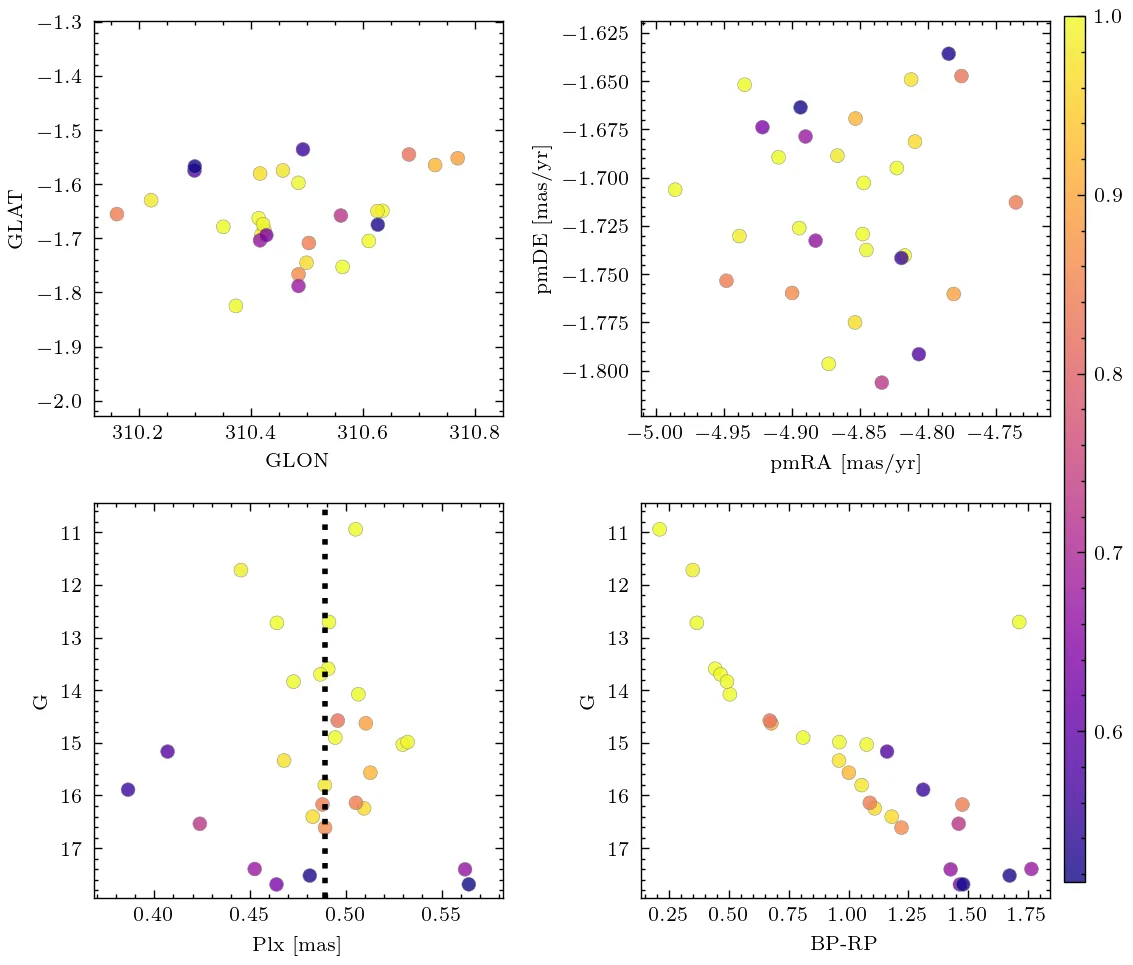 −1.3
−1.4
−1.5
−1.6
−1.7
−1.8
−1.9
−2.0
GLAT
310.2 310.4 310.6 310.8
GLON
−1.625
−1.650
−1.675
−1.700
−1.725
−1.750
−1.775
−1.800
pmDE [mas/yr]
−5.00 −4.95 −4.90 −4.85 −4.80 −4.75
pmRA [mas/yr]
1.0
0.9
0.8
0.7
0.6
11
12
13
14
15
16
17
G
0.40 0.45 0.50 0.55
Plx [mas]
11
12
13
14
15
16
17
G
0.25 0.50 0.75 1.00 1.25 1.50 1.75
BP-RP